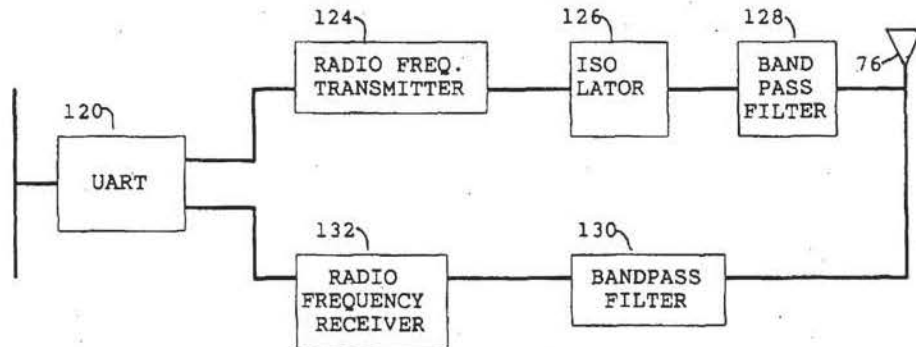 124
126
128
76
RADIO FREQ.
TRANSMITTER
ISO
LATOR
BAND
PASS
FILTER
120
UART
132
130
RADIO
FREQUENCY
RECEIVER
BANDPASS
FILTER